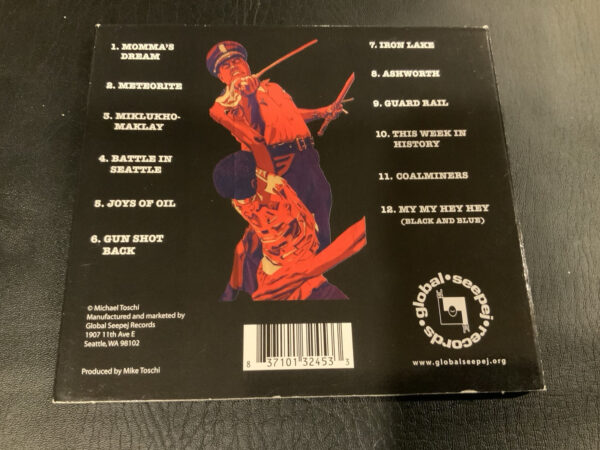 1. MOMMA'S
DREAM
2. METEORITE
3. MIKLUKHO-
MAKLAY
4. BATTLE IN
SEATTLE
5. JOYS OF OIL
6. GUN SHOT
BACK
7. IRON LAKE
8. ASHWORTH
9. GUARD RAIL
10. THIS WEEK IN
HISTORY
11. COALMINERS
12. MY MY HEY HEY
(BLACK AND BLUE)
© Michael Toschi
Manufactured and marketed by
Global Seepej Records
1907 11th Ave E
Seattle, WA 98102
Produced by Mike Toschi
8 37101 32453 3
global•seepej•records•
www.globalseepej.org